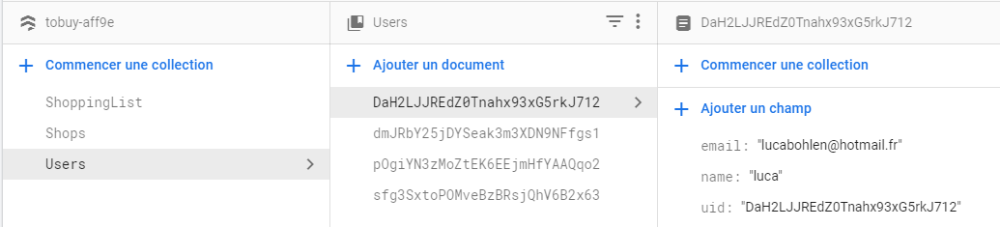 tobuy-aff9e
Users
DaH2LJJREdZ0Tnahx93xG5rkJ712
Commencer une collection
Ajouter un document
Commencer une collection
ShoppingList
Shops
Users
DaH2LJJREdZ0Tnahx93xG5rkJ712
dmJRbY25jDYSeak3m3XDN9NFfgs1
pOgiYN3zMoZtEK6EEjmHfYAAQqo2
sfg3SxtoPOMveBzBRsjQhV6B2x63
Ajouter un champ
email: "lucabohlen@hotmail.fr"
name: "luca"
uid: "DaH2LJJREdZ0Tnahx93xG5rkJ712"